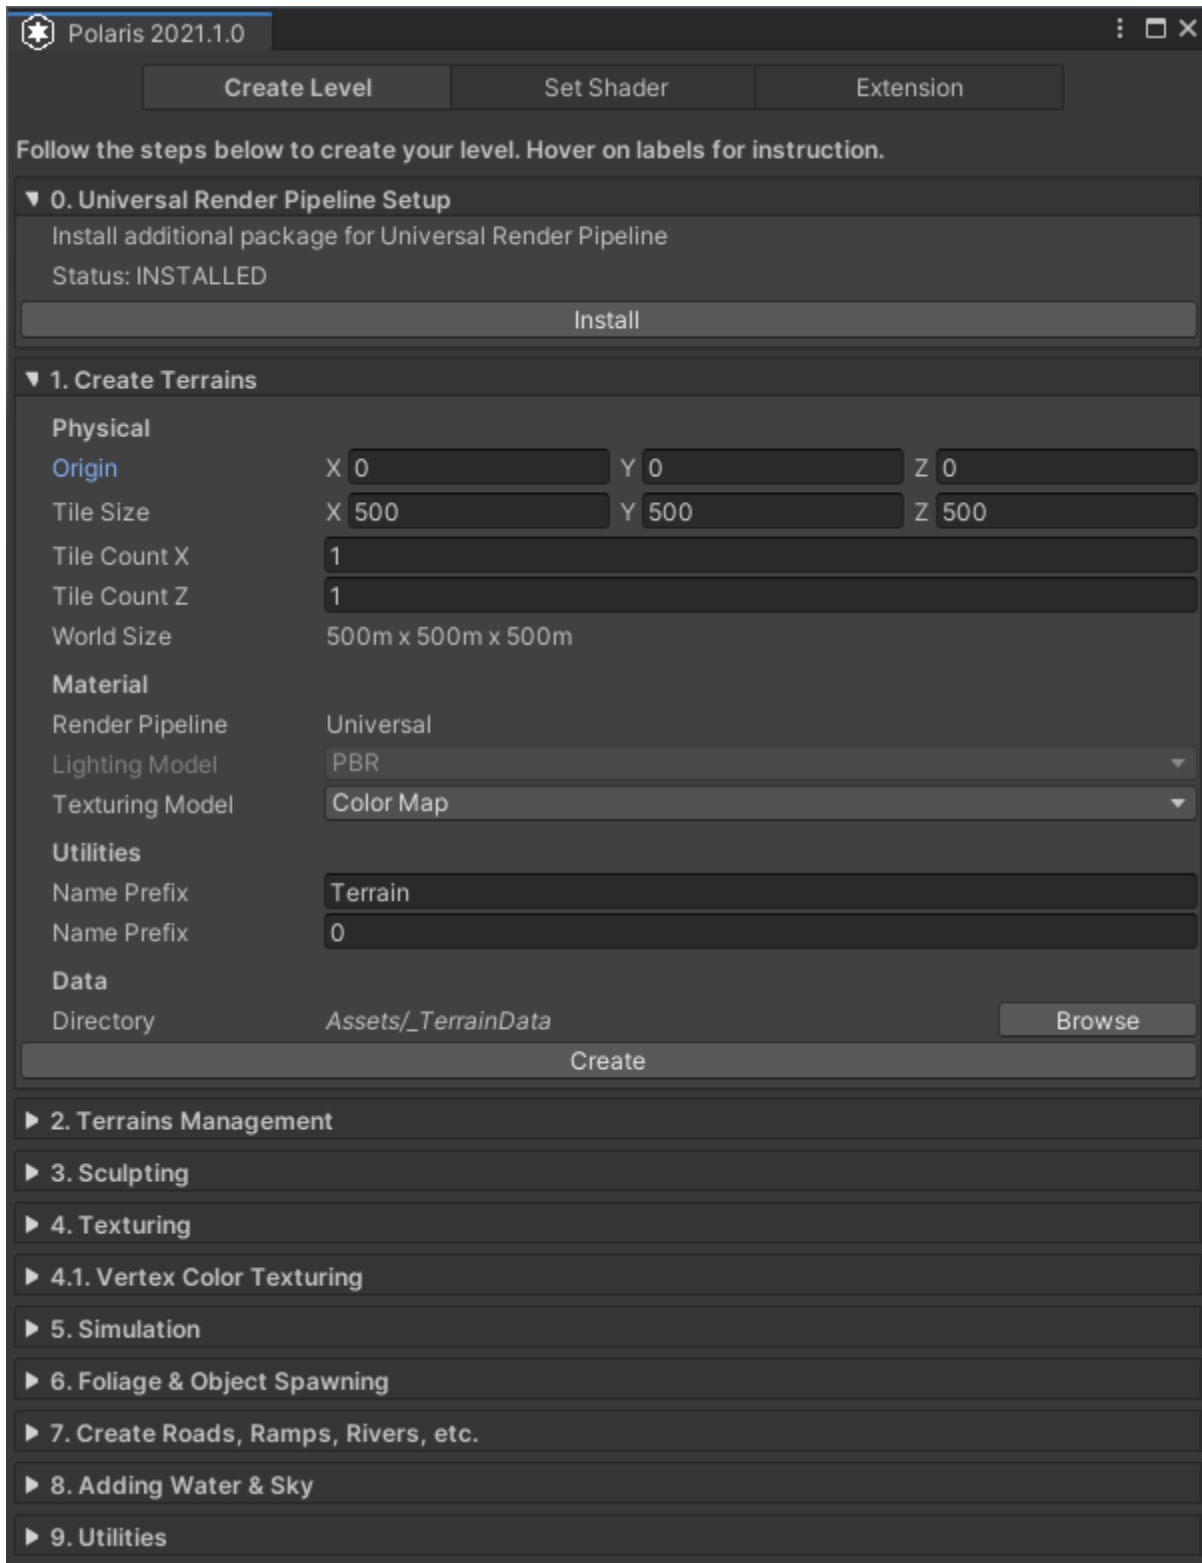 Polaris 2021.1.0
Create Level Set Shader Extension
Follow the steps below to create your level. Hover on labels for instruction.
0. Universal Render Pipeline Setup
Install additional package for Universal Render Pipeline
Status: INSTALLED
Install
1. Create Terrains
Physical
Origin X 0 Y 0 Z 0
Tile Size X 500 Y 500 Z 500
Tile Count X 1
Tile Count Z 1
World Size 500m x 500m x 500m
Material
Render Pipeline Universal
Lighting Model PBR
Texturing Model Color Map
Utilities
Name Prefix Terrain
Name Prefix 0
Data
Directory Assets/_TerrainData Browse
Create
2. Terrains Management
3. Sculpting
4. Texturing
4.1. Vertex Color Texturing
5. Simulation
6. Foliage & Object Spawning
7. Create Roads, Ramps, Rivers, etc.
8. Adding Water & Sky
9. Utilities